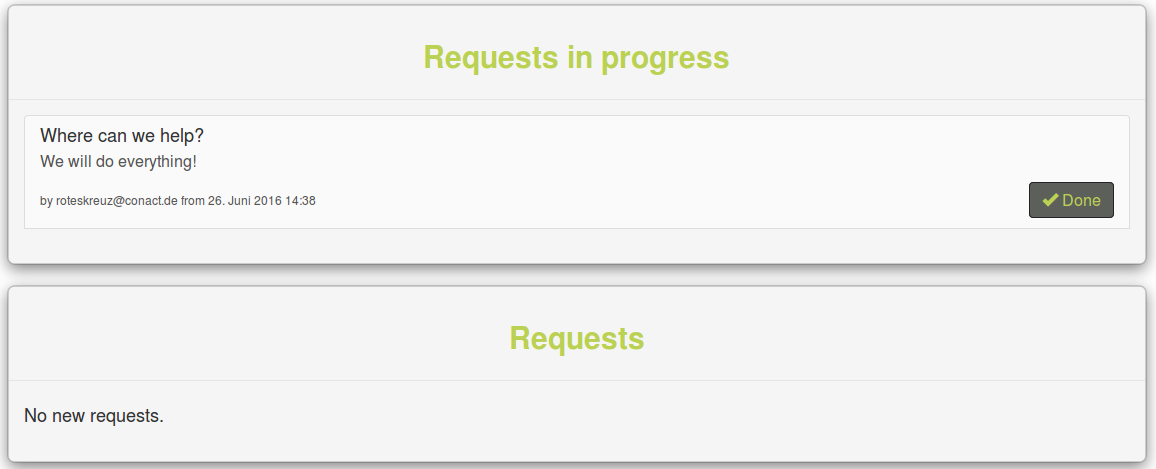 Requests in progress
Where can we help?
We will do everything!
by roteskreuz@conact.de from 26. Juni 2016 14:38
Done
Requests
No new requests.